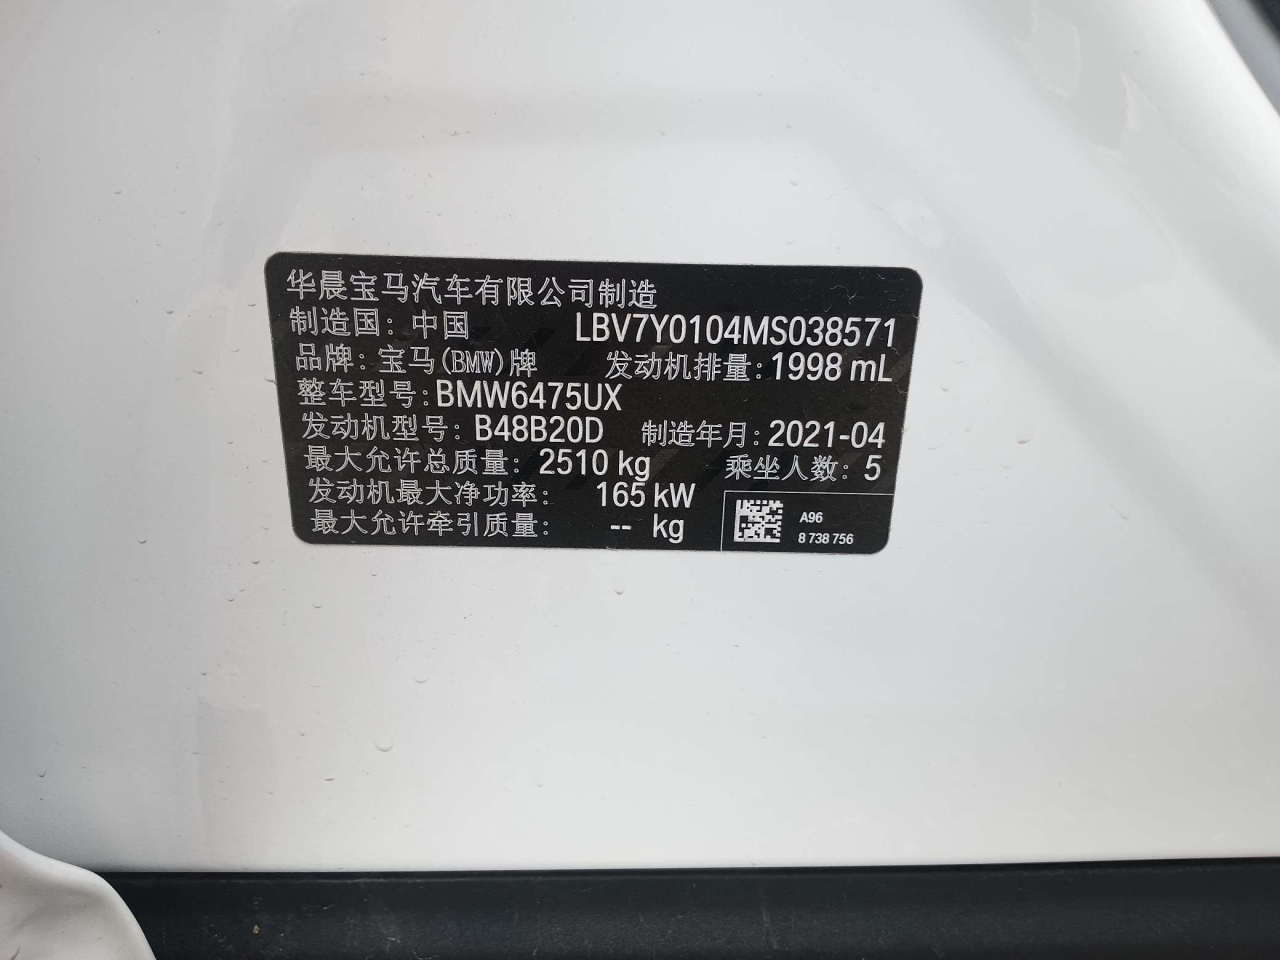 华晨宝马汽车有限公司制造
制造国: 中国 LBV7Y0104MS038571
品牌: 宝马(BMW)牌 发动机排量: 1998 mL
整车型号: BMW6475UX
发动机型号: B48B20D 制造年月: 2021-04
最大允许总质量: 2510 kg 乘坐人数: 5
发动机最大净功率: 165 kW
最大允许牵引质量: -- kg
A96
8 738 756